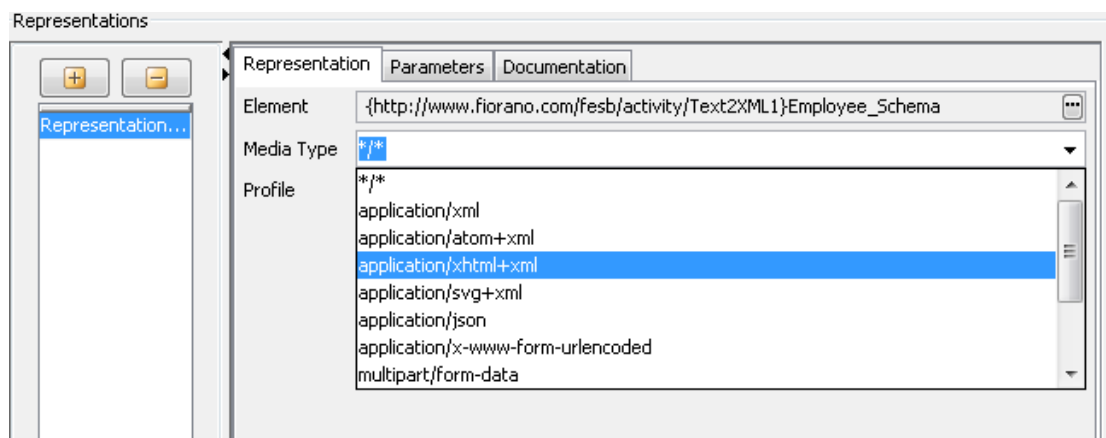 Representations
Representation Parameters Documentation
Element -{http://www.fiorano.com/fesb/activity/Text2XML1}Employee_Schema
Representation...
Media Type */*
Profile
*/*
application/xml
application/atom+xml
application/xhtml+xml
application/svg+xml
application/json
application/x-www-form-urlencoded
multipart/form-data